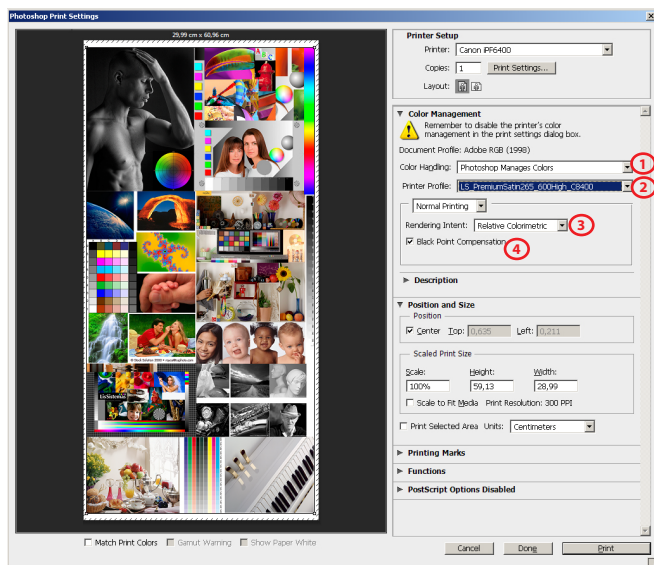 Photoshop Print Settings
29,99 cm x 60,96 cm
LisSistemas
Match Print Colors Gamut Warning Show Paper White
Printer Setup
Printer: Canon iPF6400
Copies: 1 Print Settings...
Layout:
Color Management
Remember to disable the printer's color
management in the print settings dialog box.
Document Profile: Adobe RGB (1998)
Color Handling: Photoshop Manages Colors 1
Printer Profile: LS_PremiumSatin265_600High_C8400 2
Normal Printing
Rendering Intent: Relative Colorimetric 3
Black Point Compensation 4
Description
Position and Size
Position
Center Top: 0,635 Left: 0,211
Scaled Print Size
Scale: Height: Width:
100% 59,13 28,99
Scale to Fit Media Print Resolution: 300 PPI
Print Selected Area Units: Centimeters
Printing Marks
Functions
PostScript Options Disabled
Cancel Done Print